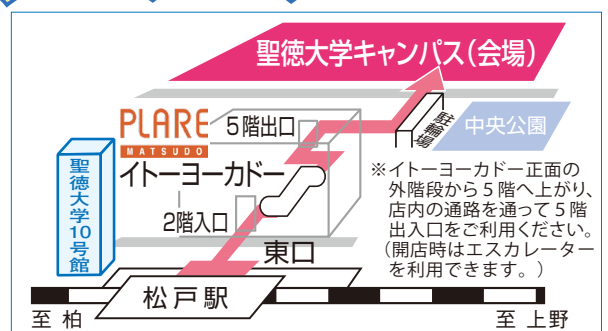 聖徳大学キャンパス（会場）
PLARE
MATSUDO
５階出口
イトーヨーカドー
駐輪場
中央公園
聖徳大学10号館
2階入口
※イトーヨーカドー正面の
外階段から５階へ上がり、
店内の通路を通って５階
出入口をご利用ください。
（開店時はエスカレーター
を利用できます。）
東口
松戸駅
至 柏
至 上野